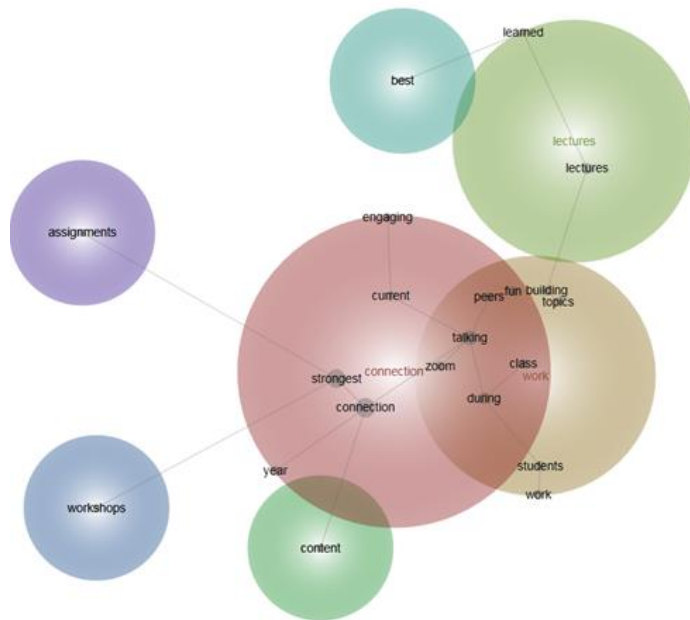 learned
best
lectures
lectures
engaging
assignments
building
fun
peers
current
topics
talking
class
zoom
connection
work
strongest
during
connection
students
year
work
workshops
content